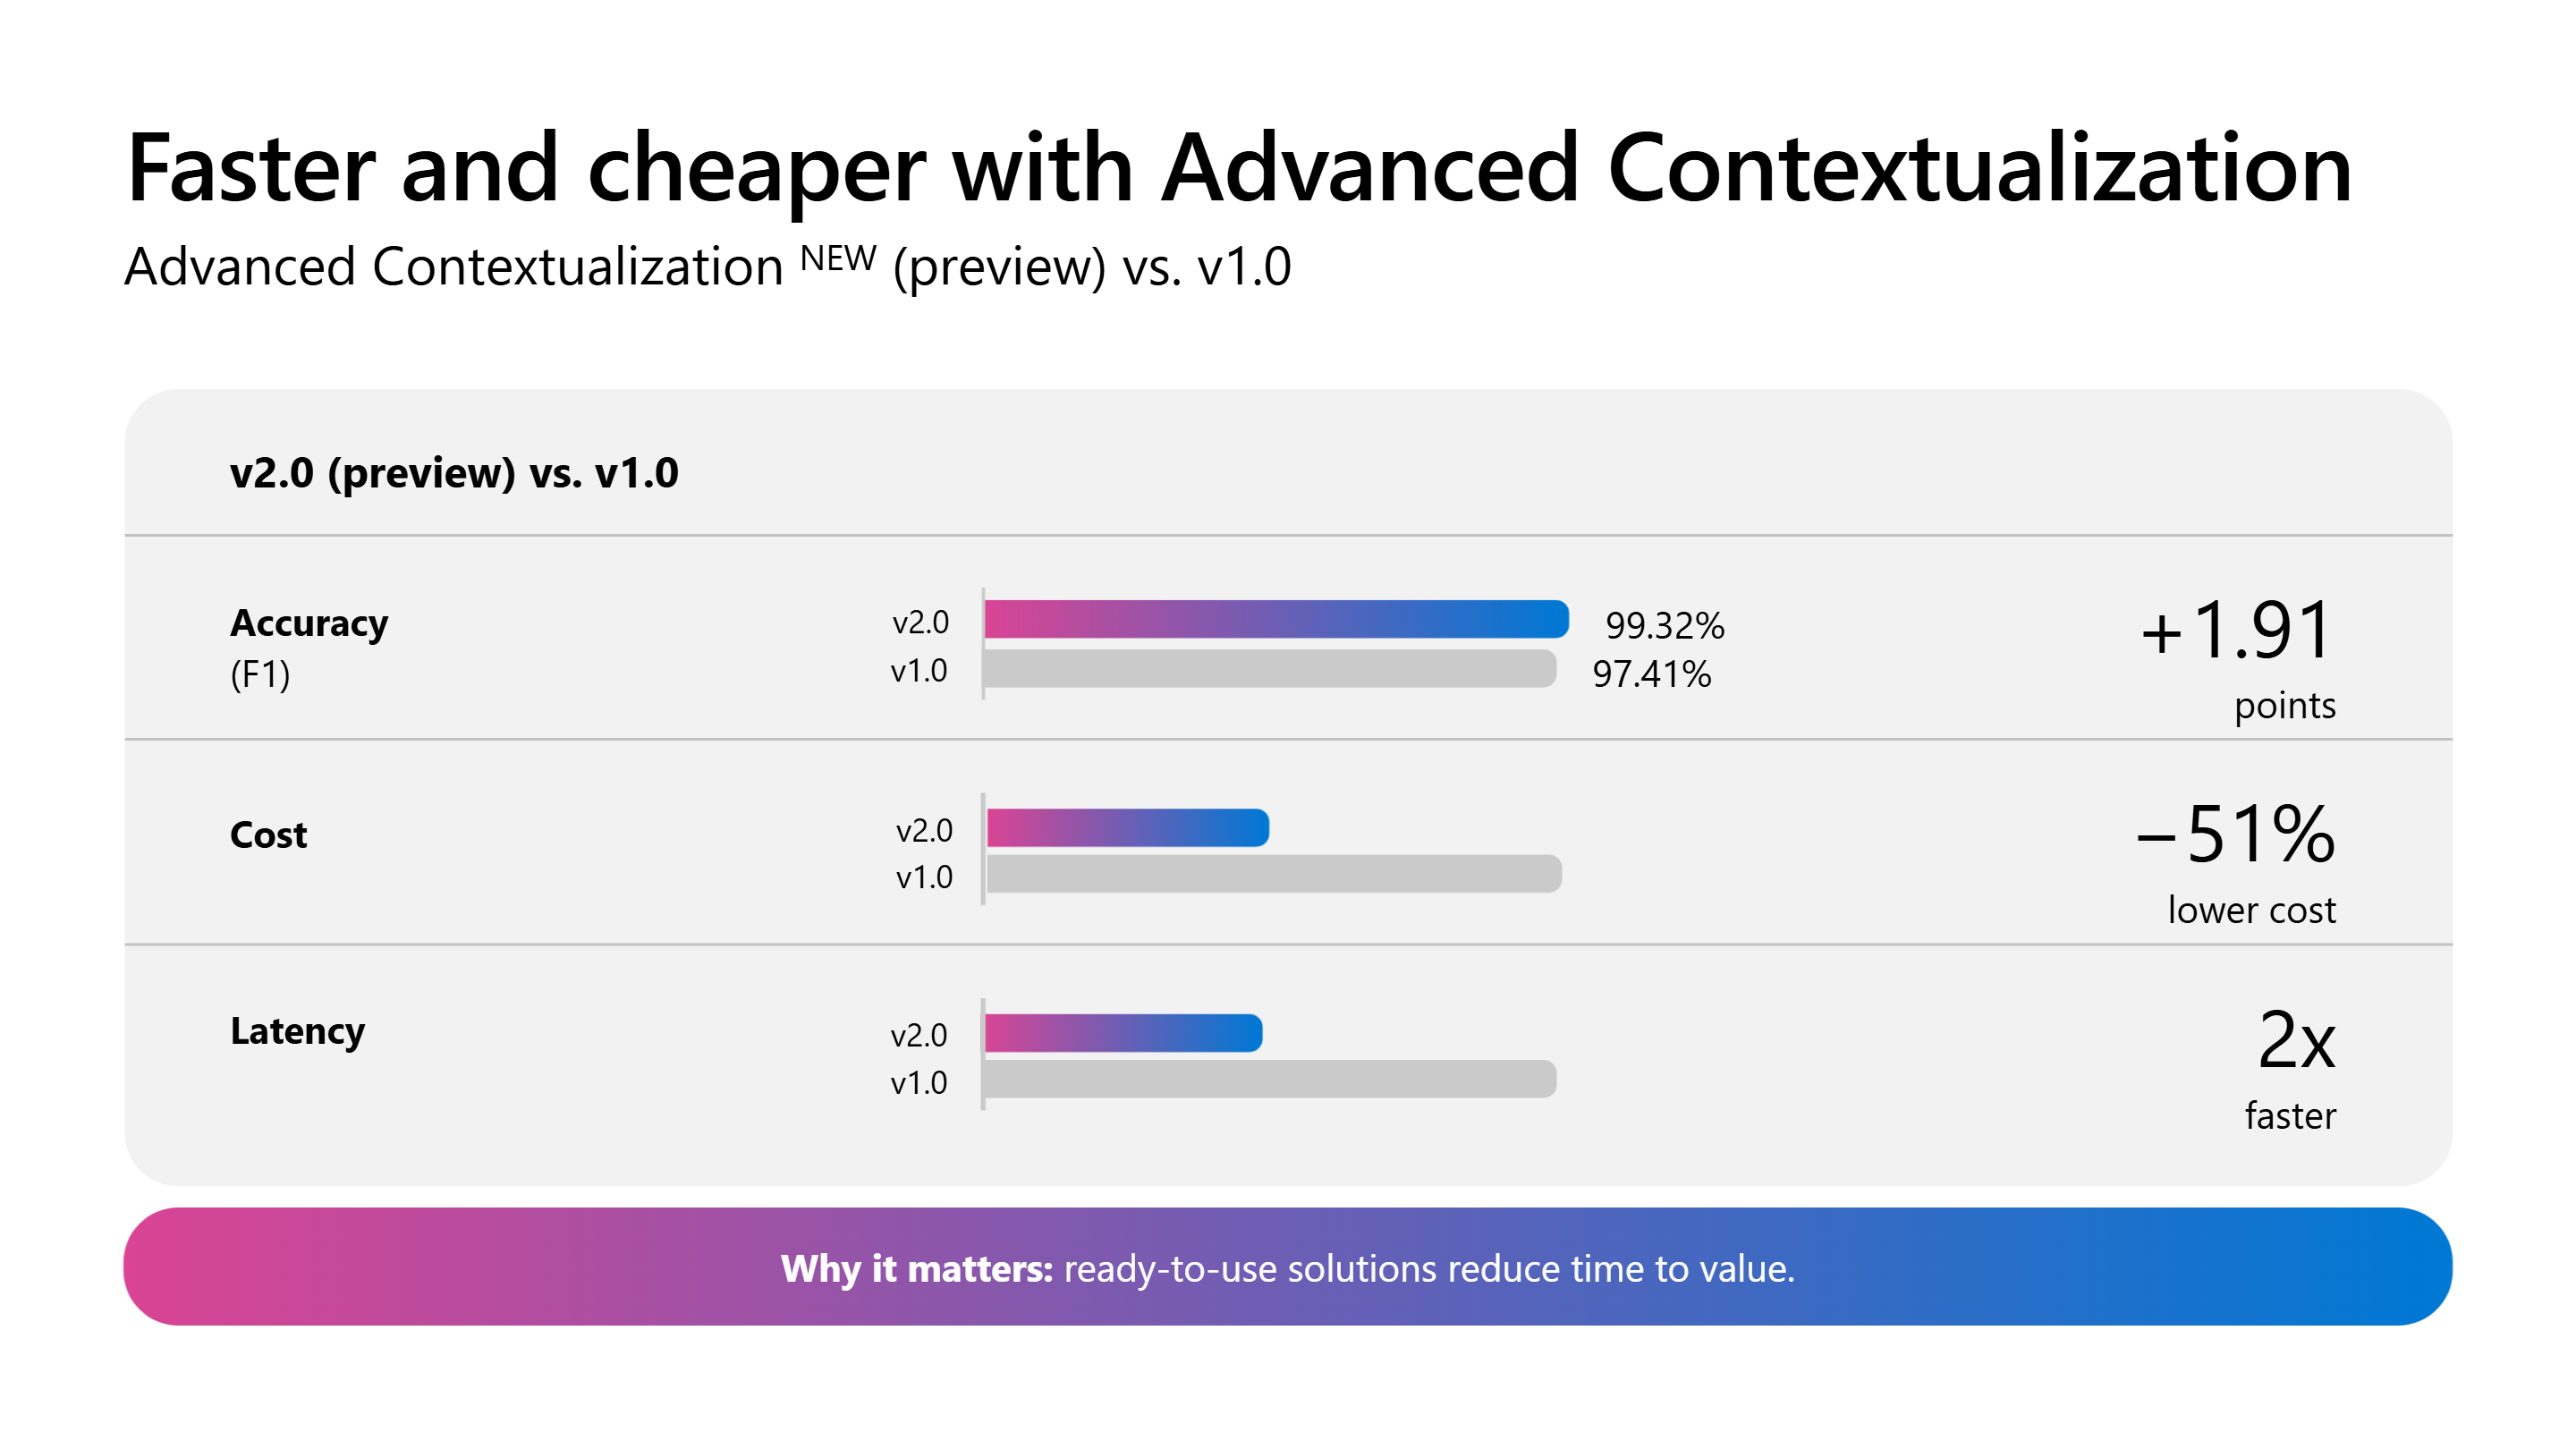 Faster and cheaper with Advanced Contextualization
Advanced Contextualization NEW (preview) vs. v1.0
v2.0 (preview) vs. v1.0
Accuracy
(F1)
v2.0
99.32%
v1.0
97.41%
+1.91
points
Cost
v2.0
v1.0
–51%
lower cost
Latency
v2.0
v1.0
2x
faster
Why it matters: ready-to-use solutions reduce time to value.